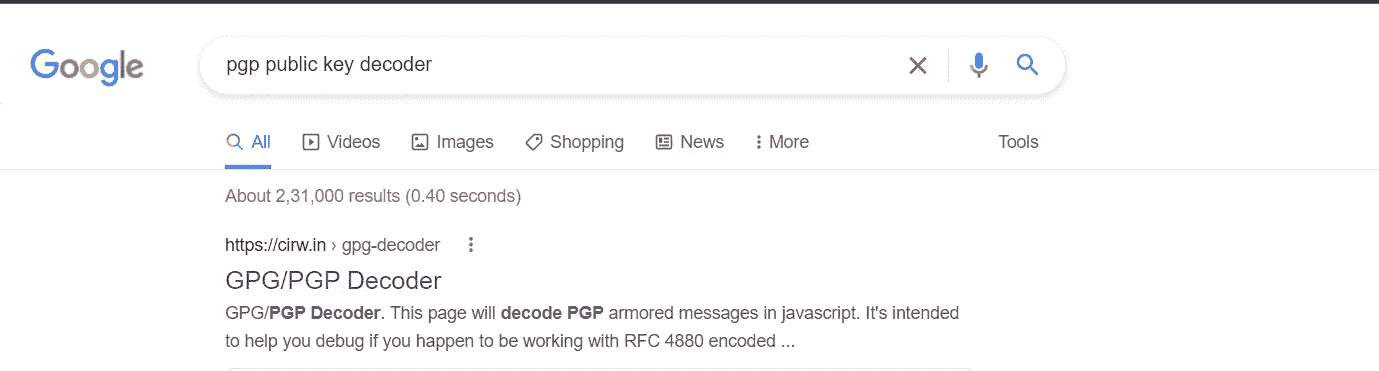 Google
pgp public key decoder
All Videos Images Shopping News More Tools
About 2,31,000 results (0.40 seconds)
https://cirw.in › gpg-decoder
GPG/PGP Decoder
GPG/PGP Decoder. This page will decode PGP armored messages in javascript. It's intended
to help you debug if you happen to be working with RFC 4880 encoded ...